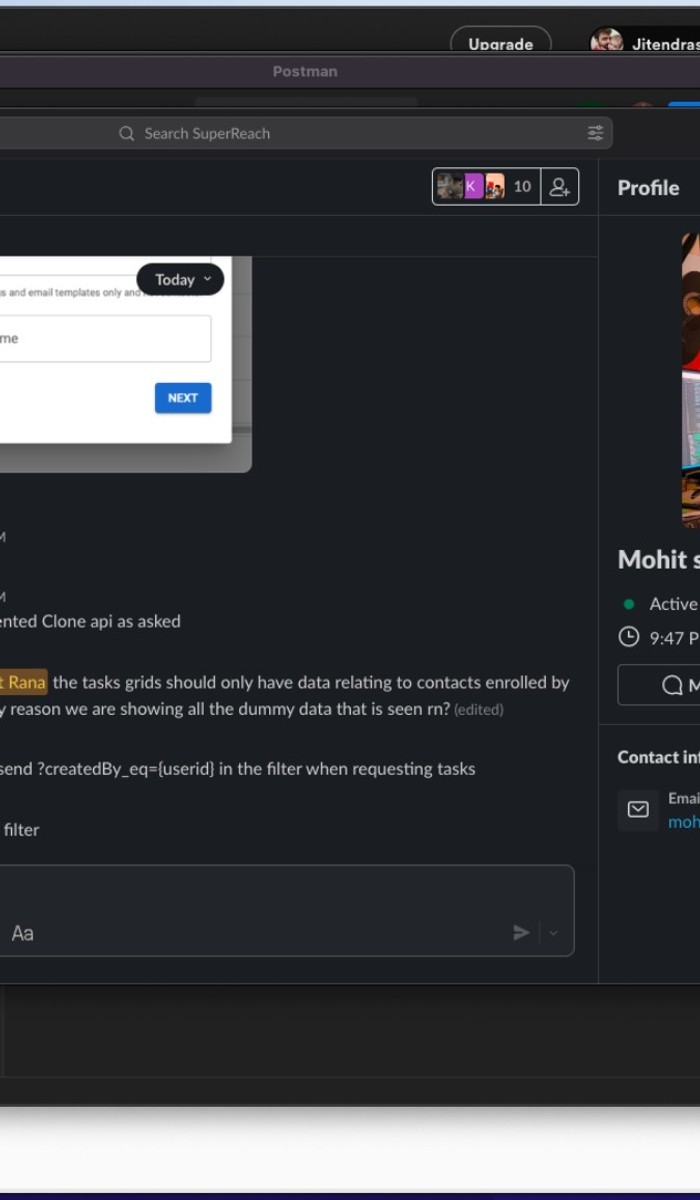 Upgrade
Jitendras
Postman
Search SuperReach
K
10
Profile
Today
gs and email templates only and
me
NEXT
M
M
ented Clone api as asked
t Rana the tasks grids should only have data relating to contacts enrolled by
y reason we are showing all the dummy data that is seen rn? (edited)
send ?createdBy_eq={userid} in the filter when requesting tasks
filter
Aa
Mohit s
Active
9:47 P
M
Contact inf
Emai
moh